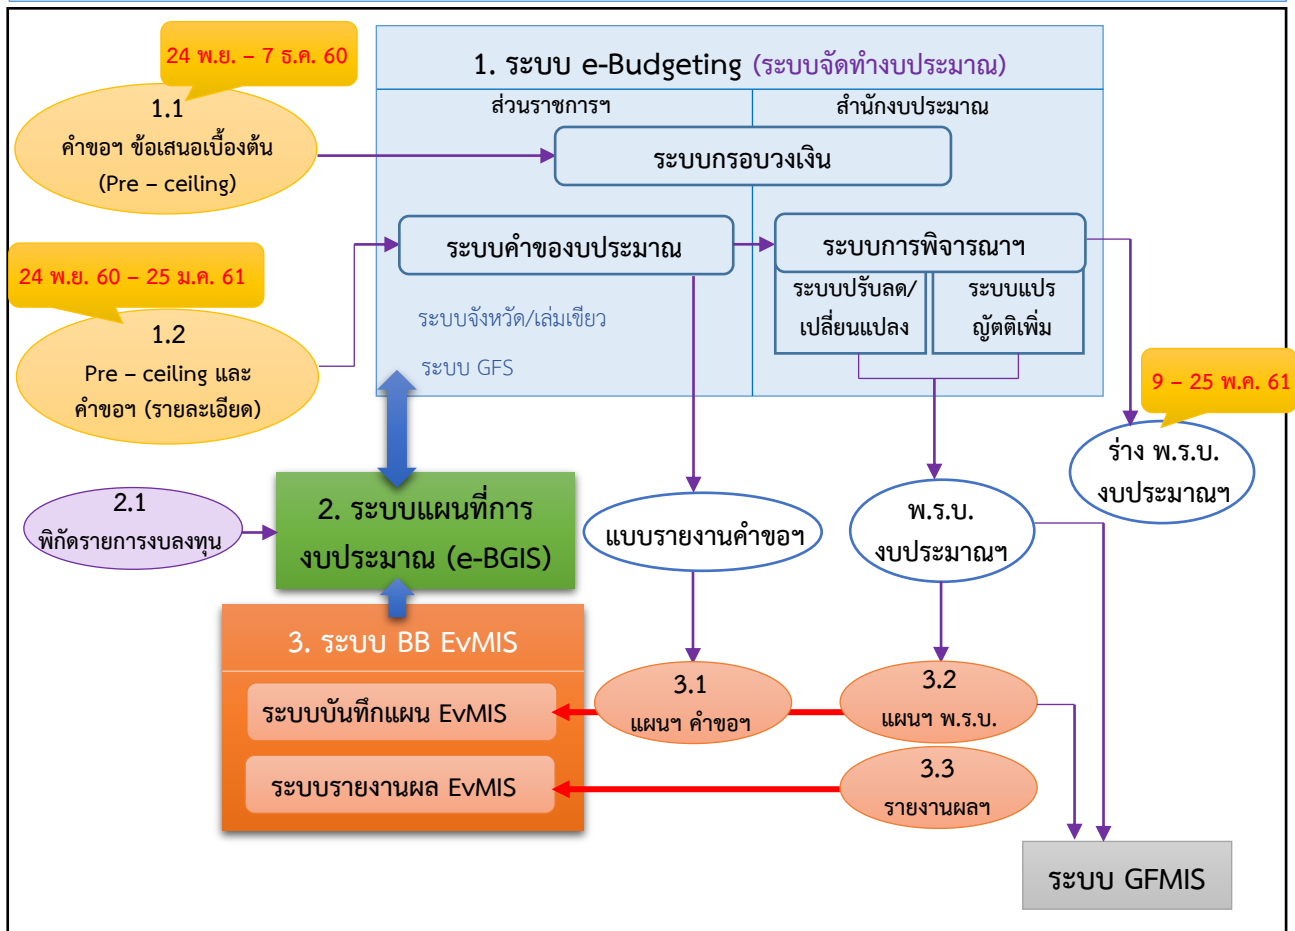 24 พ.ย. – 7 ธ.ค. 60
1. ระบบ e-Budgeting (ระบบจัดทำงบประมาณ)
ส่วนราชการฯ
สำนักงบประมาณ
1.1
คำขอฯ ข้อเสนอเบื้องต้น
(Pre – ceiling)
ระบบกรอบวงเงิน
ระบบคำของบประมาณ
ระบบการพิจารณาฯ
ระบบปรับลด/
เปลี่ยนแปลง
ระบบแปร
ญัตติเพิ่ม
24 พ.ย. 60 – 25 ม.ค. 61
1.2
Pre – ceiling และ
คำขอฯ (รายละเอียด)
ระบบจังหวัด/เล่มเขียว
ระบบ GFS
9 – 25 พ.ค. 61
ร่าง พ.ร.บ.
งบประมาณฯ
2.1
พิกัดรายการงบลงทุน
2. ระบบแผนที่การ
งบประมาณ (e-BGIS)
แบบรายงานคำขอฯ
พ.ร.บ.
งบประมาณฯ
3. ระบบ BB EvMIS
ระบบบันทึกแผน EvMIS
ระบบรายงานผล EvMIS
3.1
แผนฯ คำขอฯ
3.2
แผนฯ พ.ร.บ.
3.3
รายงานผลฯ
ระบบ GFMIS